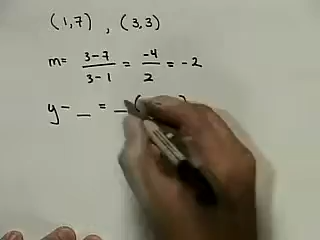 (1,7) , (3,3)
m= 3-7/3-1 = -4/2 = -2
y - _ = _( )